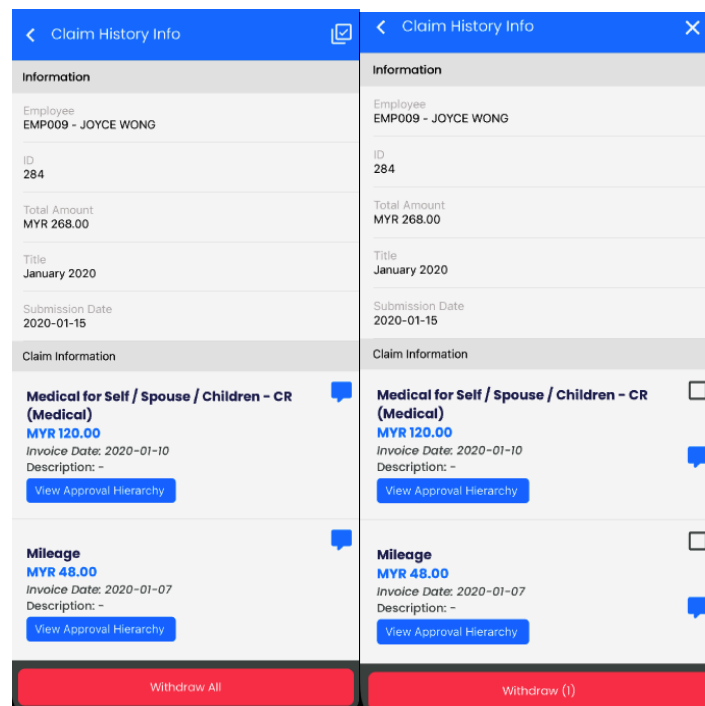 Claim History Info
Information
Employee
EMP009 - JOYCE WONG
ID
284
Total Amount
MYR 268.00
Title
January 2020
Submission Date
2020-01-15
Claim Information
Medical for Self / Spouse / Children - CR
(Medical)
MYR 120.00
Invoice Date: 2020-01-10
Description: -
View Approval Hierarchy
Mileage
MYR 48.00
Invoice Date: 2020-01-07
Description: -
View Approval Hierarchy
Withdraw All
Claim History Info
Information
Employee
EMP009 - JOYCE WONG
ID
284
Total Amount
MYR 268.00
Title
January 2020
Submission Date
2020-01-15
Claim Information
Medical for Self / Spouse / Children - CR
(Medical)
MYR 120.00
Invoice Date: 2020-01-10
Description: -
View Approval Hierarchy
Mileage
MYR 48.00
Invoice Date: 2020-01-07
Description: -
View Approval Hierarchy
Withdraw (1)